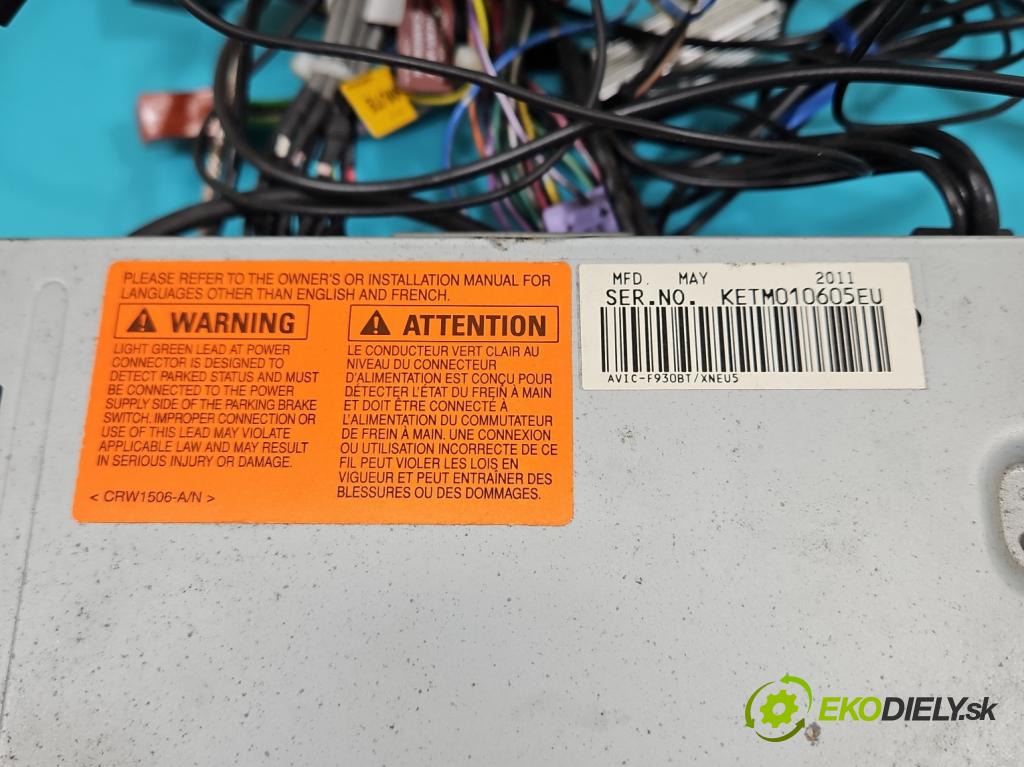 PLEASE REFER TO THE OWNER'S OR INSTALLATION MANUAL FOR
LANGUAGES OTHER THAN ENGLISH AND FRENCH.
WARNING
LIGHT GREEN LEAD AT POWER
CONNECTOR IS DESIGNED TO
DETECT PARKED STATUS AND MUST
BE CONNECTED TO THE POWER
SUPPLY SIDE OF THE PARKING BRAKE
SWITCH. IMPROPER CONNECTION OR
USE OF THIS LEAD MAY VIOLATE
APPLICABLE LAW AND MAY RESULT
IN SERIOUS INJURY OR DAMAGE.
< CRW1506-A/N >
ATTENTION
LE CONDUCTEUR VERT CLAIR AU
NIVEAU DU CONNECTEUR
D'ALIMENTATION EST CONÇU POUR
DÉTECTER L'ÉTAT DU FREIN À MAIN
ET DOIT ÊTRE CONNECTÉ À
L'ALIMENTATION DU COMMUTATEUR
DE FREIN À MAIN. UNE CONNEXION
OU UTILISATION INCORRECTE DE CE
FIL PEUT VIOLER LES LOIS EN
VIGUEUR ET PEUT ENTRAÎNER DES
BLESSURES OU DES DOMMAGES.
MFD. MAY 2011
SER.NO. KETM010605EU
AVIC-F930BT/XNEU5
EKODIELY.sk